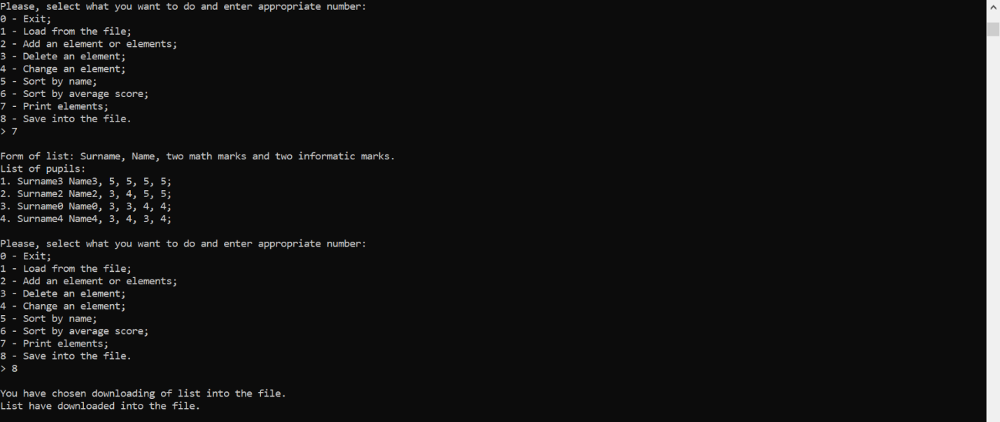 Please, select what you want to do and enter appropriate number:
0 - Exit;
1 - Load from the file;
2 - Add an element or elements;
3 - Delete an element;
4 - Change an element;
5 - Sort by name;
6 - Sort by average score;
7 - Print elements;
8 - Save into the file.
> 7
Form of list: Surname, Name, two math marks and two informatic marks.
List of pupils:
1. Surname3 Name3, 5, 5, 5, 5;
2. Surname2 Name2, 3, 4, 5, 5;
3. Surname0 Name0, 3, 3, 4, 4;
4. Surname4 Name4, 3, 4, 3, 4;
Please, select what you want to do and enter appropriate number:
0 - Exit;
1 - Load from the file;
2 - Add an element or elements;
3 - Delete an element;
4 - Change an element;
5 - Sort by name;
6 - Sort by average score;
7 - Print elements;
8 - Save into the file.
> 8
You have chosen downloading of list into the file.
List have downloaded into the file.